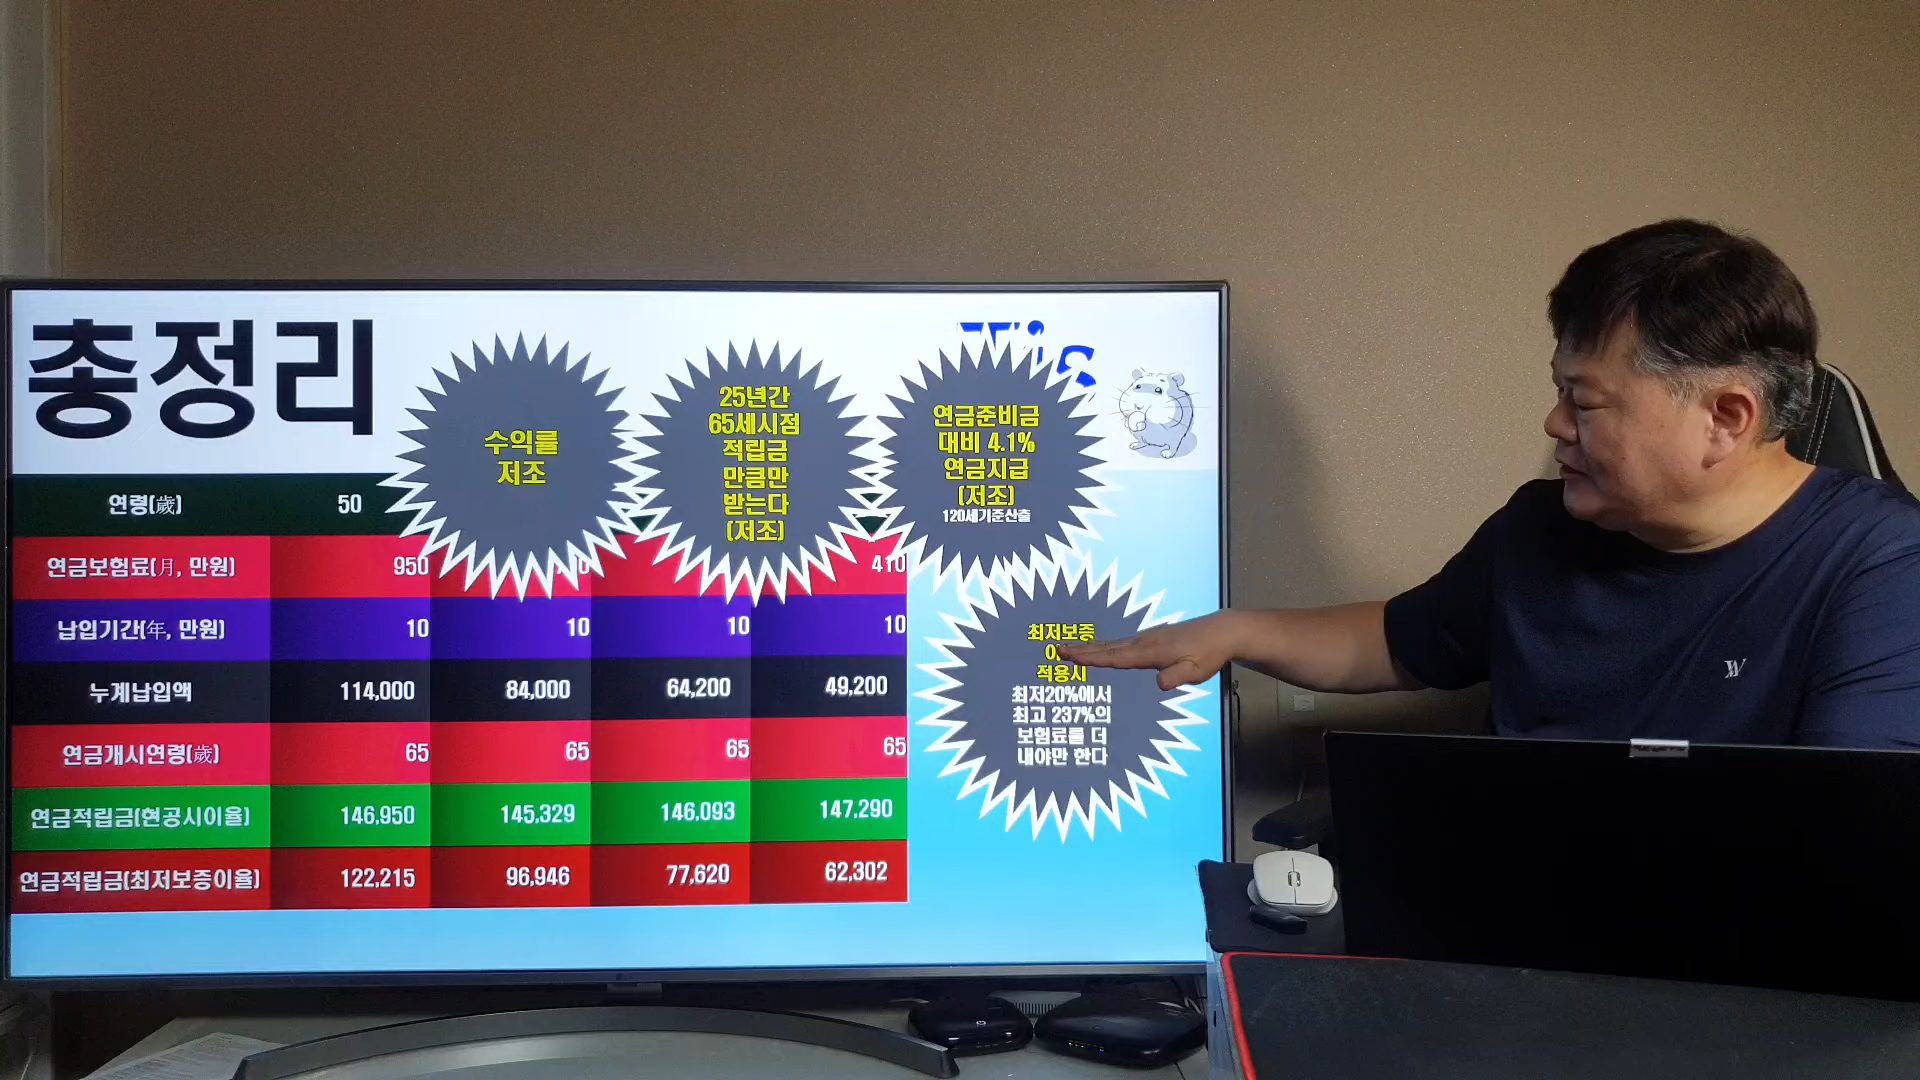 총정리
수익률
저조
25년간
65세시점
적립금
만큼만
받는다
(저조)
연금준비금
대비 4.1%
연금지급
(저조)
120세기준산출
최저보증
적용시
최저20%에서
최고 237%의
보험료를 더
내야만 한다
연령(歲) 50
연금보험료(月, 만원) 950 410
납입기간(年, 만원) 10 10 10 10
누계납입액 114,000 84,000 64,200 49,200
연금개시연령(歲) 65 65 65 65
연금적립금(현공시이율) 146,950 145,329 146,093 147,290
연금적립금(최저보증이율) 122,215 96,946 77,620 62,302